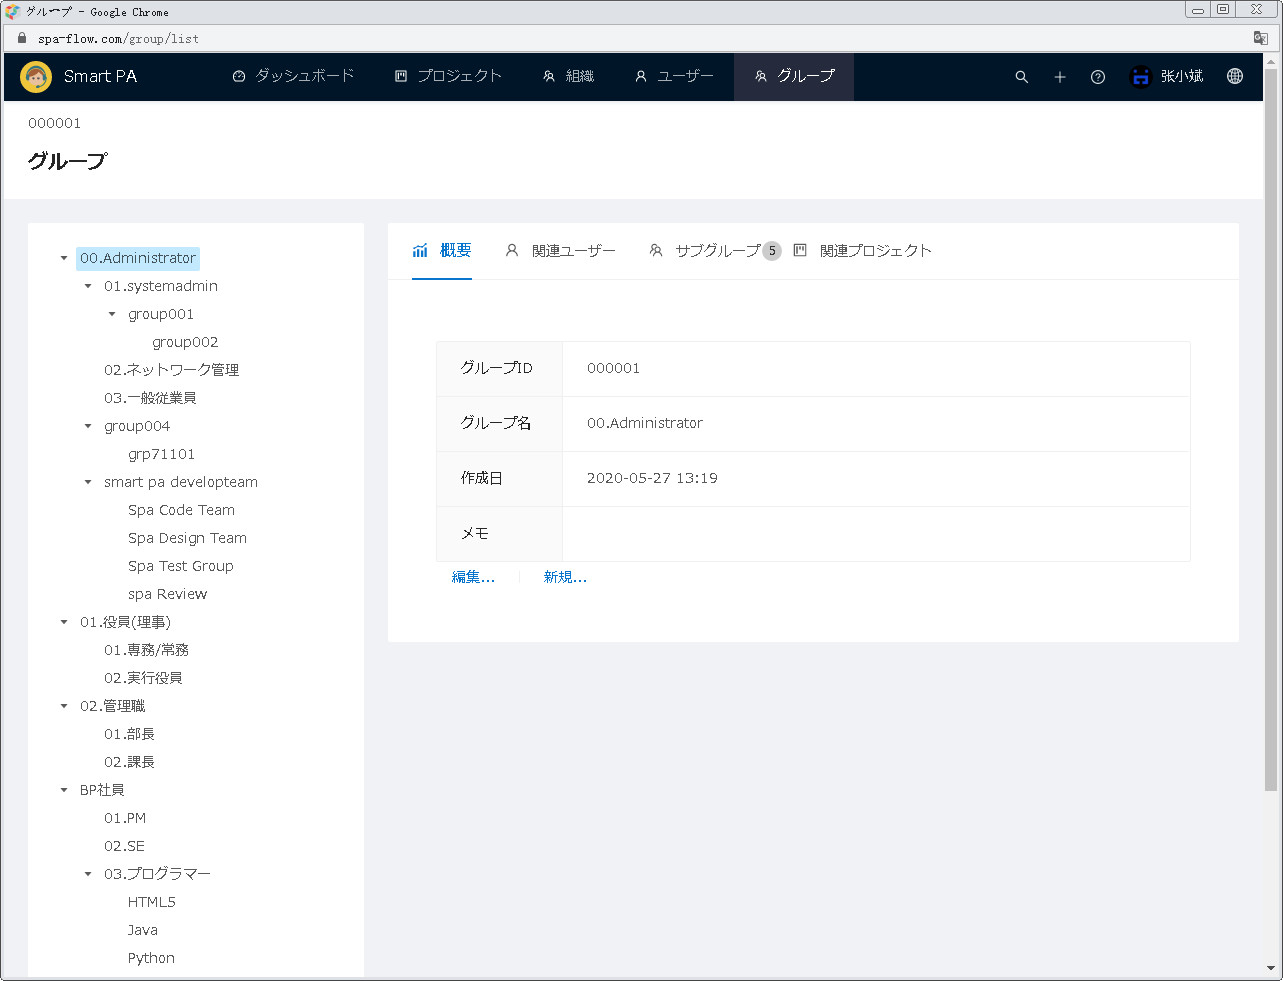 グループ - Google Chrome
spa-flow.com/group/list
Smart PA ダッシュボード プロジェクト 組織 ユーザー グループ 张小斌
000001
グループ
00.Administrator
01.systemadmin
group001
group002
02.ネットワーク管理
03.一般従業員
group004
grp71101
smart pa developteam
Spa Code Team
Spa Design Team
Spa Test Group
spa Review
01.役員(理事)
01.専務/常務
02.実行役員
02.管理職
01.部長
02.課長
BP社員
01.PM
02.SE
03.プログラマー
HTML5
Java
Python
概要 関連ユーザー サブグループ 5 関連プロジェクト
グループID 000001
グループ名 00.Administrator
作成日 2020-05-27 13:19
メモ
編集... 新規...